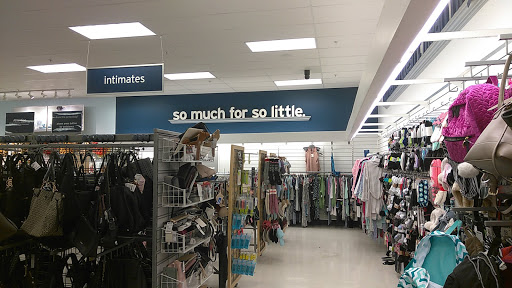 intimates
so much for so little.